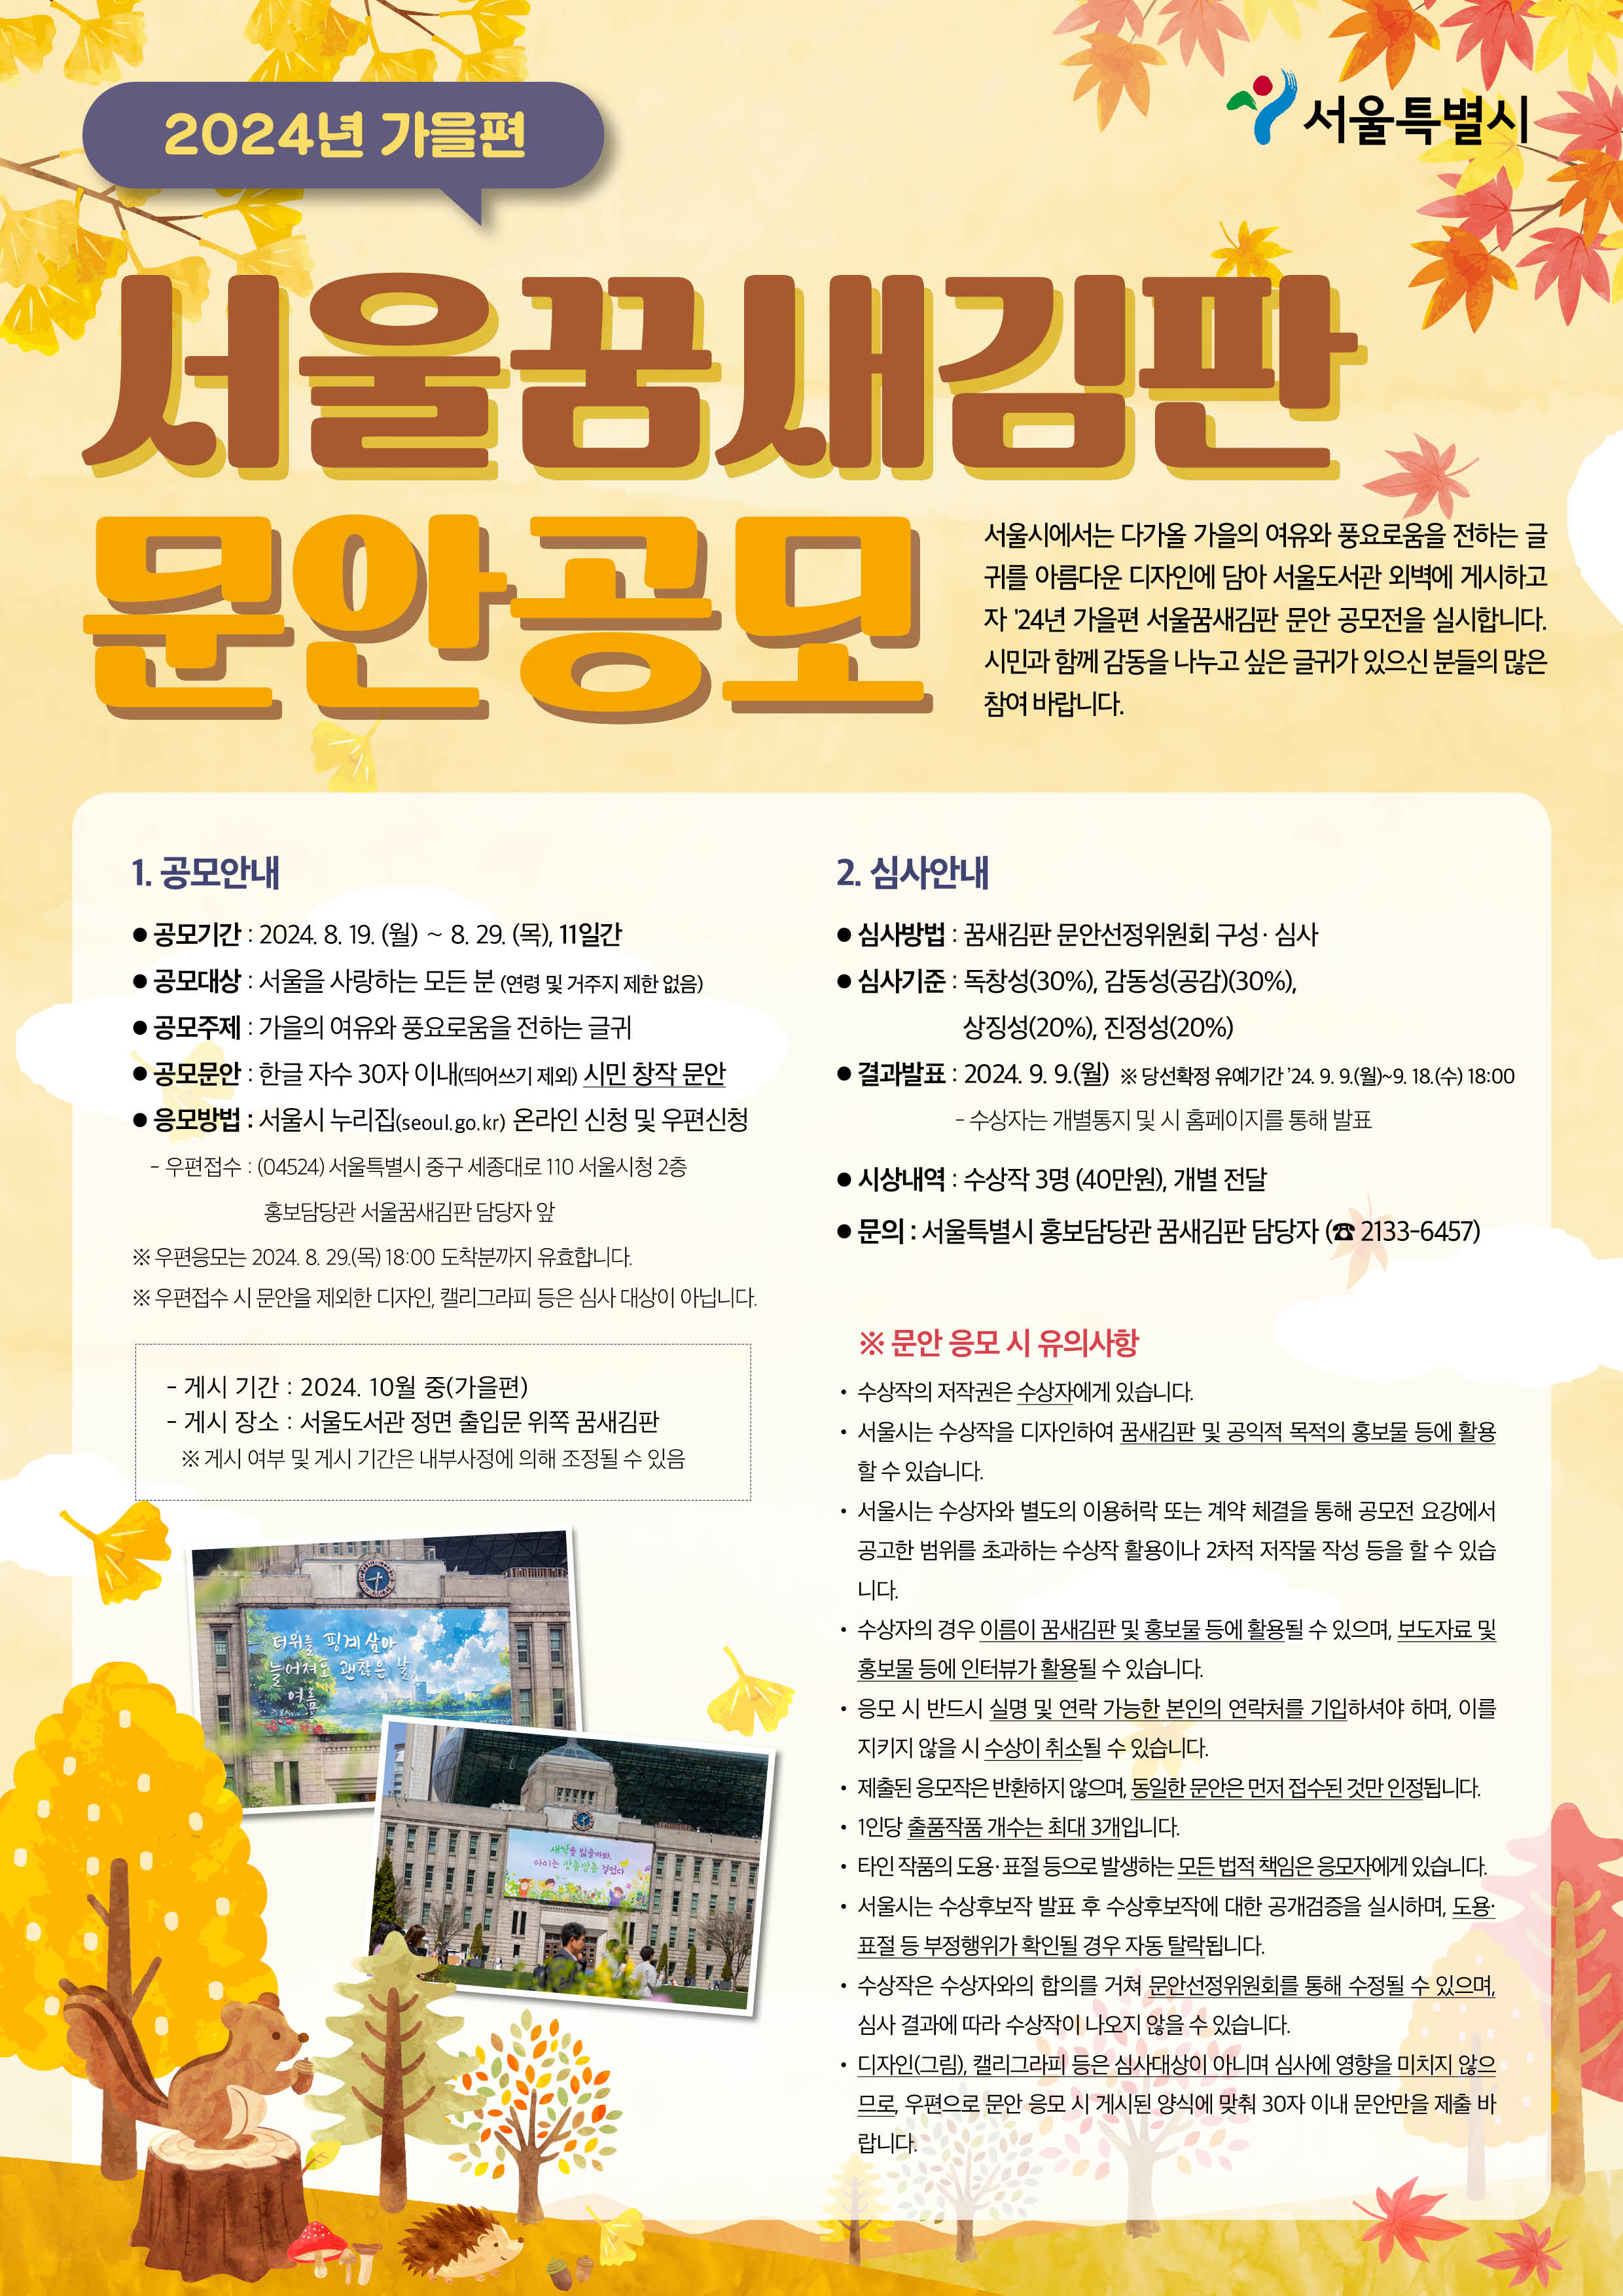 2024년 가을편
서울특별시
서울꿈새김판
문안공모
서울시에서는 다가올 가을의 여유와 풍요로움을 전하는 글
귀를 아름다운 디자인에 담아 서울도서관 외벽에 게시하고
자 '24년 가을편 서울꿈새김판 문안 공모전을 실시합니다.
시민과 함께 감동을 나누고 싶은 글귀가 있으신 분들의 많은
참여 바랍니다.
1. 공모안내
● 공모기간 : 2024. 8. 19. (월) ~ 8. 29. (목), 11일간
● 공모대상 : 서울을 사랑하는 모든 분 (연령 및 거주지 제한 없음)
● 공모주제 : 가을의 여유와 풍요로움을 전하는 글귀
● 공모문안 : 한글 자수 30자 이내(띄어쓰기 제외) 시민 창작 문안
● 응모방법 : 서울시 누리집(seoul.go.kr) 온라인 신청 및 우편신청
- 우편접수 : (04524) 서울특별시 중구 세종대로 110 서울시청 2층
홍보담당관 서울꿈새김판 담당자 앞
※ 우편응모는 2024. 8. 29.(목) 18:00 도착분까지 유효합니다.
※ 우편접수 시 문안을 제외한 디자인, 캘리그라피 등은 심사 대상이 아닙니다.
- 게시 기간 : 2024. 10월 중(가을편)
- 게시 장소 : 서울도서관 정면 출입문 위쪽 꿈새김판
※ 게시 여부 및 게시 기간은 내부사정에 의해 조정될 수 있음
더위를 핑계삼아
늘어져도 괜찮은 날,
여름
새싹을 밟을까봐,
아이는 깡총깡총 걸었다
2. 심사안내
● 심사방법 : 꿈새김판 문안선정위원회 구성· 심사
● 심사기준 : 독창성(30%), 감동성(공감)(30%),
상징성(20%), 진정성(20%)
● 결과발표 : 2024. 9. 9.(월) ※ 당선확정 유예기간 ’24. 9. 9.(월)~9. 18.(수) 18:00
- 수상자는 개별통지 및 시 홈페이지를 통해 발표
● 시상내역 : 수상작 3명 (40만원), 개별 전달
● 문의 : 서울특별시 홍보담당관 꿈새김판 담당자 (☎ 2133-6457)
※ 문안 응모 시 유의사항
• 수상작의 저작권은 수상자에게 있습니다.
• 서울시는 수상작을 디자인하여 꿈새김판 및 공익적 목적의 홍보물 등에 활용
할 수 있습니다.
• 서울시는 수상자와 별도의 이용허락 또는 계약 체결을 통해 공모전 요강에서
공고한 범위를 초과하는 수상작 활용이나 2차적 저작물 작성 등을 할 수 있습
니다.
• 수상자의 경우 이름이 꿈새김판 및 홍보물 등에 활용될 수 있으며, 보도자료 및
홍보물 등에 인터뷰가 활용될 수 있습니다.
• 응모 시 반드시 실명 및 연락 가능한 본인의 연락처를 기입하셔야 하며, 이를
지키지 않을 시 수상이 취소될 수 있습니다.
• 제출된 응모작은 반환하지 않으며, 동일한 문안은 먼저 접수된 것만 인정됩니다.
• 1인당 출품작품 개수는 최대 3개입니다.
• 타인 작품의 도용·표절 등으로 발생하는 모든 법적 책임은 응모자에게 있습니다.
• 서울시는 수상후보작 발표 후 수상후보작에 대한 공개검증을 실시하며, 도용·
표절 등 부정행위가 확인될 경우 자동 탈락됩니다.
• 수상작은 수상자와의 합의를 거쳐 문안선정위원회를 통해 수정될 수 있으며,
심사 결과에 따라 수상작이 나오지 않을 수 있습니다.
• 디자인(그림), 캘리그라피 등은 심사대상이 아니며 심사에 영향을 미치지 않으
므로, 우편으로 문안 응모 시 게시된 양식에 맞춰 30자 이내 문안만을 제출 바
랍니다.